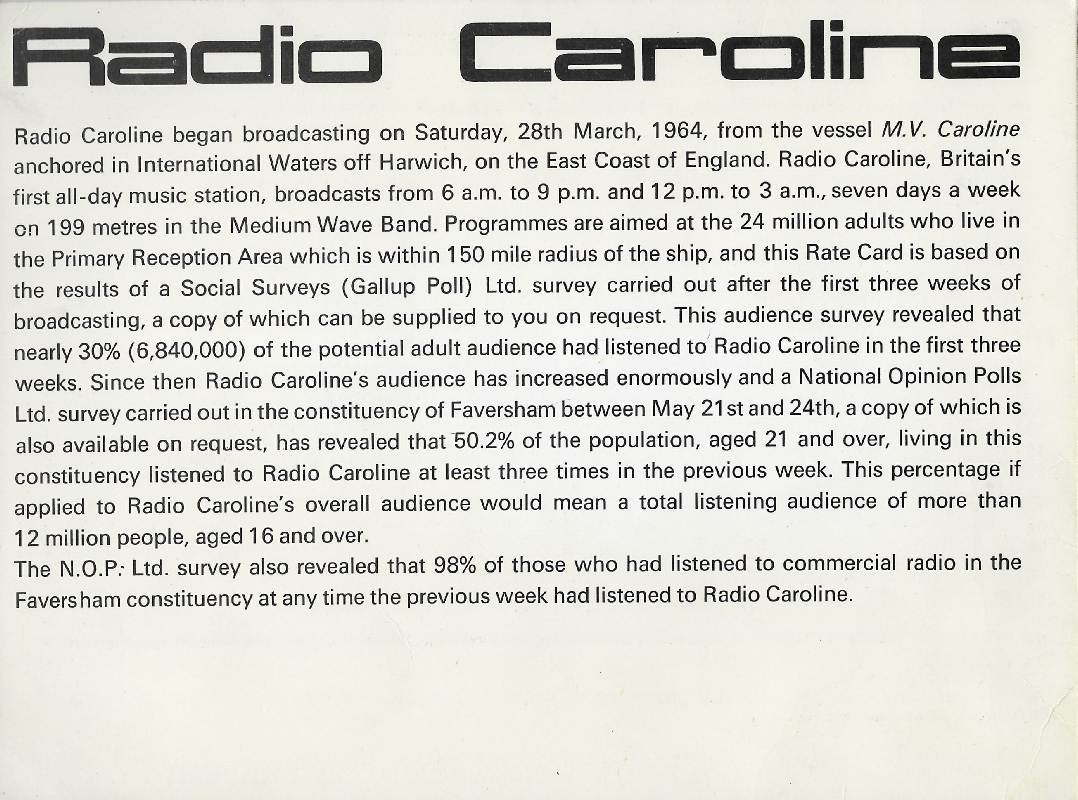 Radio Caroline
Radio Caroline began broadcasting on Saturday, 28th March, 1964, from the vessel M.V. Caroline
anchored in International Waters off Harwich, on the East Coast of England. Radio Caroline, Britain's
first all-day music station, broadcasts from 6 a.m. to 9 p.m. and 12 p.m. to 3 a.m., seven days a week
on 199 metres in the Medium Wave Band. Programmes are aimed at the 24 million adults who live in
the Primary Reception Area which is within 150 mile radius of the ship, and this Rate Card is based on
the results of a Social Surveys (Gallup Poll) Ltd. survey carried out after the first three weeks of
broadcasting, a copy of which can be supplied to you on request. This audience survey revealed that
nearly 30% (6,840,000) of the potential adult audience had listened to Radio Caroline in the first three
weeks. Since then Radio Caroline's audience has increased enormously and a National Opinion Polls
Ltd. survey carried out in the constituency of Faversham between May 21st and 24th, a copy of which is
also available on request, has revealed that 50.2% of the population, aged 21 and over, living in this
constituency listened to Radio Caroline at least three times in the previous week. This percentage if
applied to Radio Caroline's overall audience would mean a total listening audience of more than
12 million people, aged 16 and over.
The N.O.P. Ltd. survey also revealed that 98% of those who had listened to commercial radio in the
Faversham constituency at any time the previous week had listened to Radio Caroline.